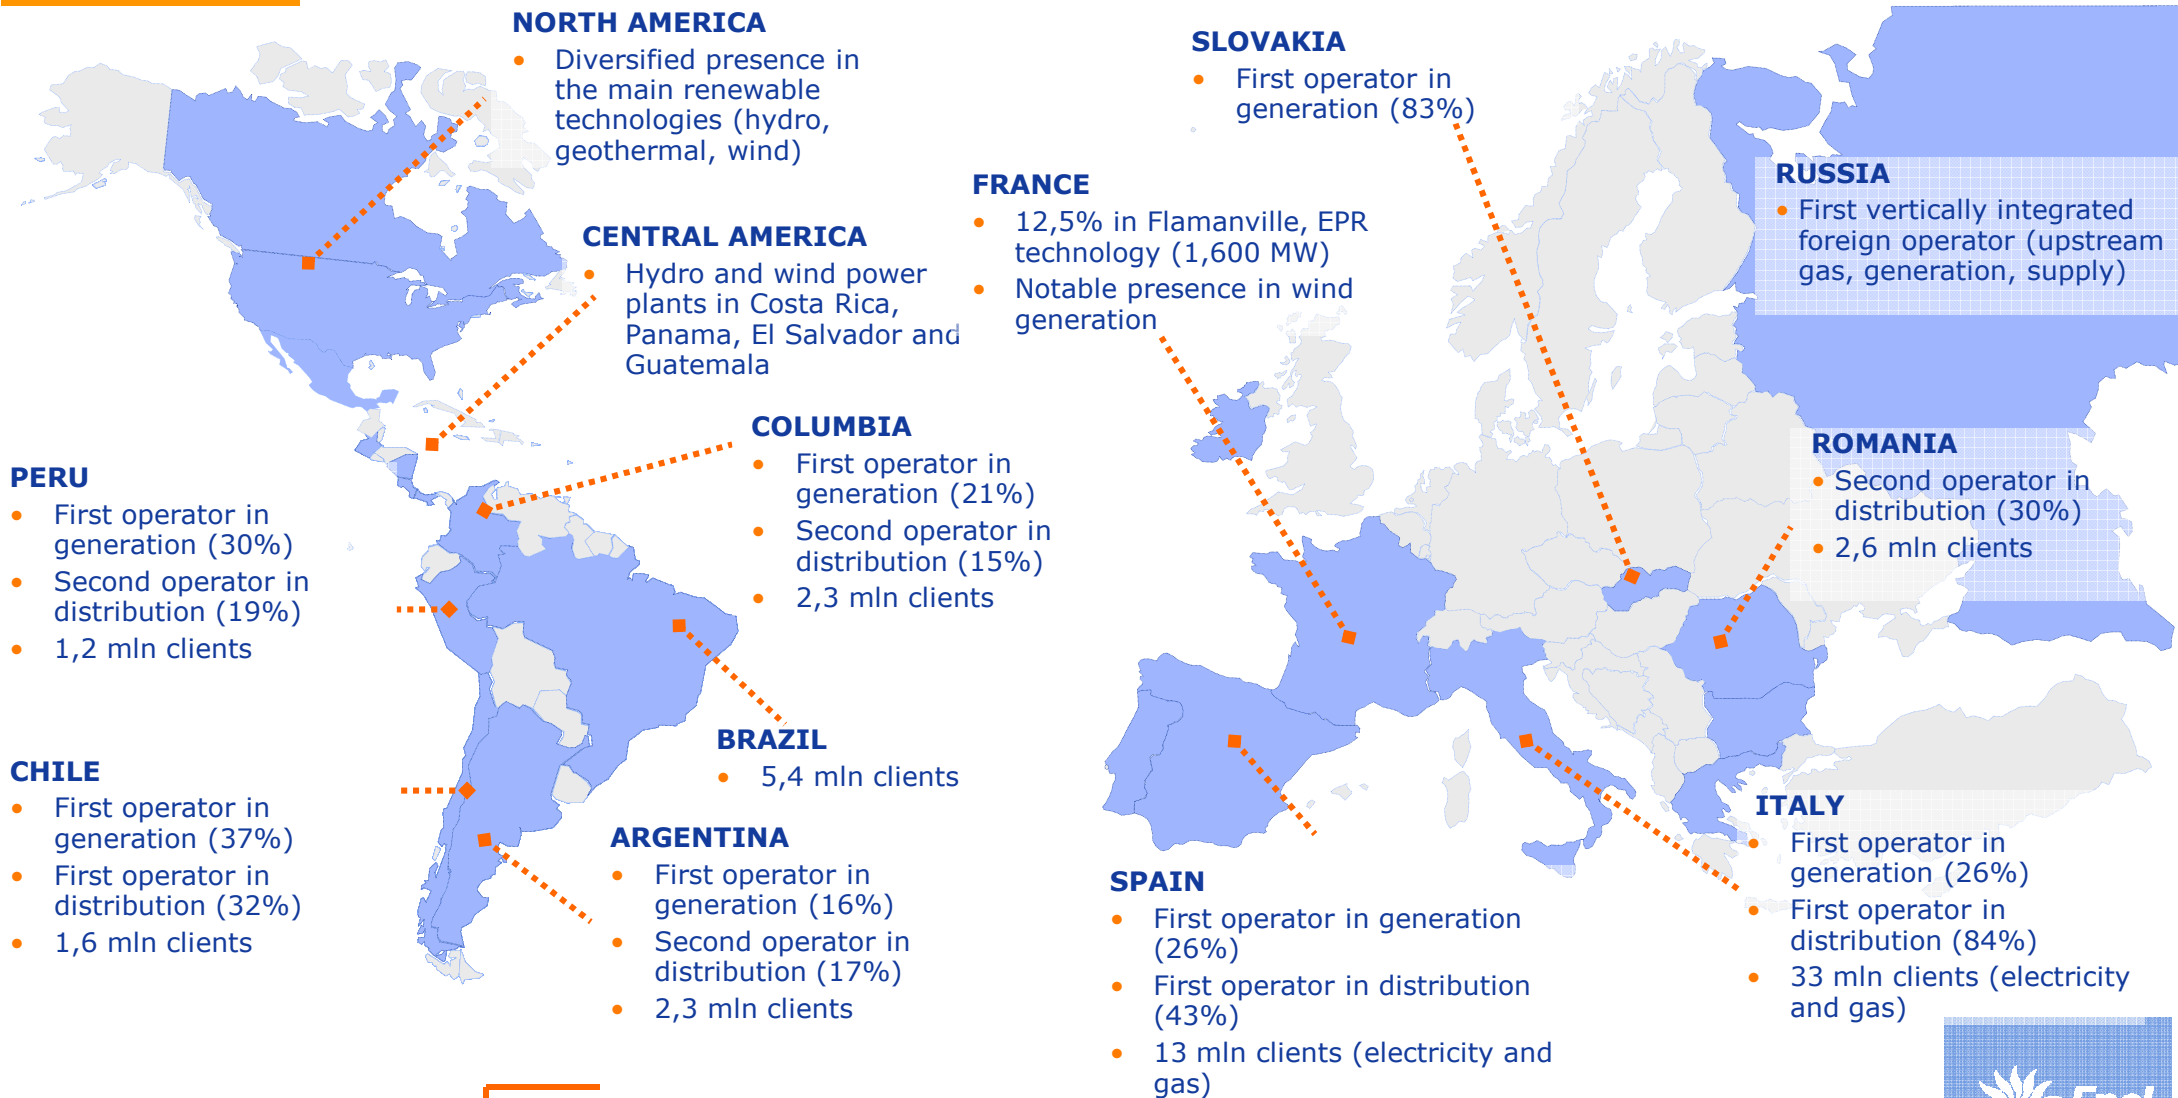 NORTH AMERICA
• Diversified presence in
the main renewable
technologies (hydro,
geothermal, wind)
CENTRAL AMERICA
• Hydro and wind power
plants in Costa Rica,
Panama, El Salvador and
Guatemala
COLUMBIA
• First operator in
generation (21%)
• Second operator in
distribution (15%)
• 2,3 mln clients
PERU
• First operator in
generation (30%)
• Second operator in
distribution (19%)
• 1,2 mln clients
BRAZIL
• 5,4 mln clients
CHILE
• First operator in
generation (37%)
• First operator in
distribution (32%)
• 1,6 mln clients
ARGENTINA
• First operator in
generation (16%)
• Second operator in
distribution (17%)
• 2,3 mln clients
SLOVAKIA
• First operator in
generation (83%)
FRANCE
• 12,5% in Flamanville, EPR
technology (1,600 MW)
• Notable presence in wind
generation
RUSSIA
• First vertically integrated
foreign operator (upstream
gas, generation, supply)
ROMANIA
• Second operator in
distribution (30%)
• 2,6 mln clients
ITALY
• First operator in
generation (26%)
• First operator in
distribution (84%)
• 33 mln clients (electricity
and gas)
SPAIN
• First operator in generation
(26%)
• First operator in distribution
(43%)
• 13 mln clients (electricity and
gas)